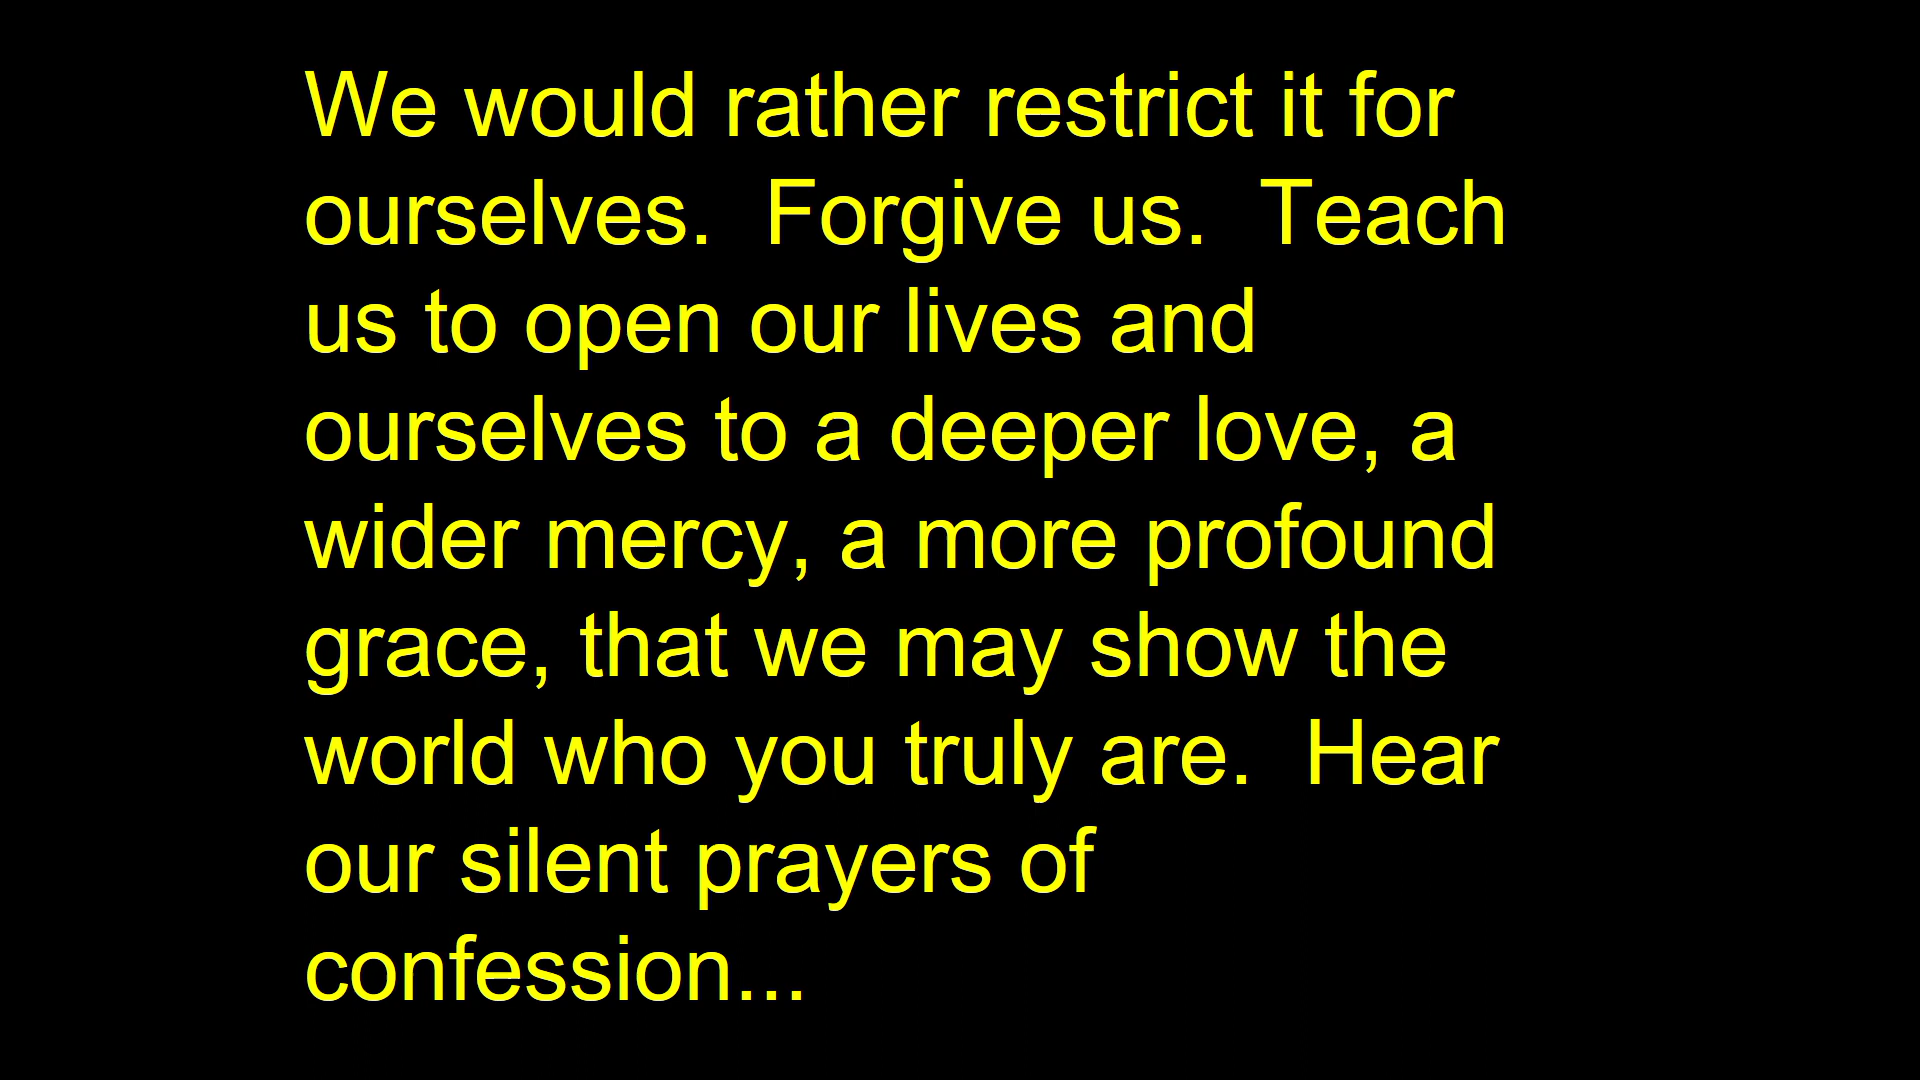 We would rather restrict it for
ourselves.  Forgive us.  Teach
us to open our lives and
ourselves to a deeper love, a
wider mercy, a more profound
grace, that we may show the
world who you truly are.  Hear
our silent prayers of
confession...